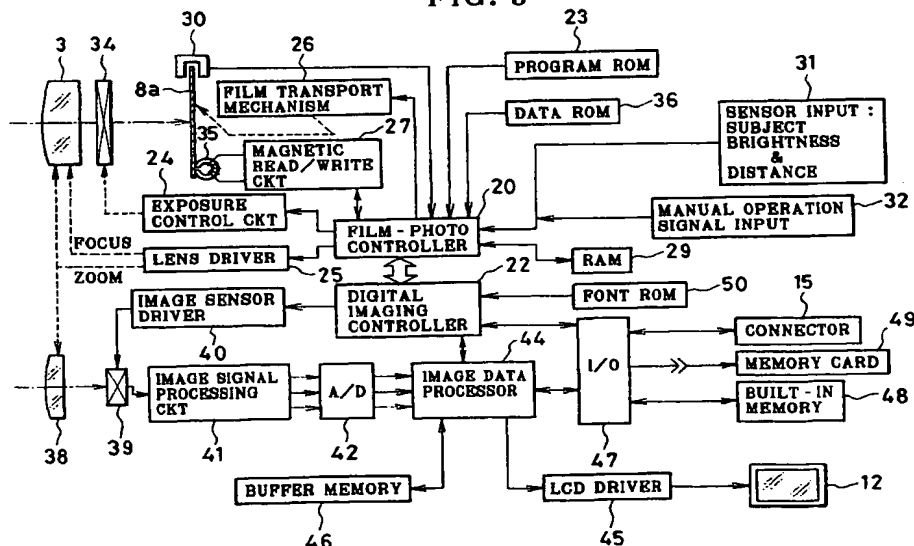 FIG.
3
34
30
26
23
31
8a
FILM TRANSPORT
MECHANISM
PROGRAM ROM
36
DATA ROM
SENSOR INPUT :
SUBJECT
BRIGHTNESS
&
DISTANCE
27
35
MAGNETIC
READ/WRITE
CKT
24
20
EXPOSURE
CONTROL CKT
FILM-PHOTO
CONTROLLER
MANUAL OPERATION
SIGNAL INPUT
32
FOCUS
LENS DRIVER
RAM
29
ZOOM
25
22
IMAGE SENSOR
DRIVER
DIGITAL
IMAGING
CONTROLLER
FONT ROM
50
15
40
44
CONNECTOR
49
I/O
MEMORY CARD
IMAGE SIGNAL
PROCESSING
CKT
A/D
IMAGE DATA
PROCESSOR
BUILT-IN
MEMORY
48
38
39
41
42
47
BUFFER MEMORY
LCD DRIVER
12
46
45